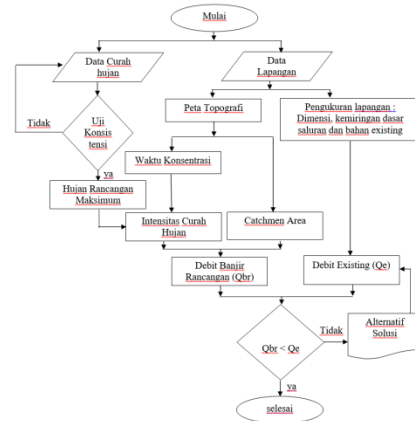 Mulai
Data Curah
hujan
Data
Lapangan
Tidak
Uji
Konsis
tensi
ya
Peta Topografi
Pengukuran lapangan :
Dimensi, kemiringan dasar
saluran dan bahan existing
Waktu Konsentrasi
Hujan Rancangan
Maksimum
Intensitas Curah
Hujan
Catchmen Area
Debit Banjir
Rancangan (Qbr)
Debit Existing (Qe)
Qbr < Qe
Tidak
Alternatif
Solusi
ya
selesai